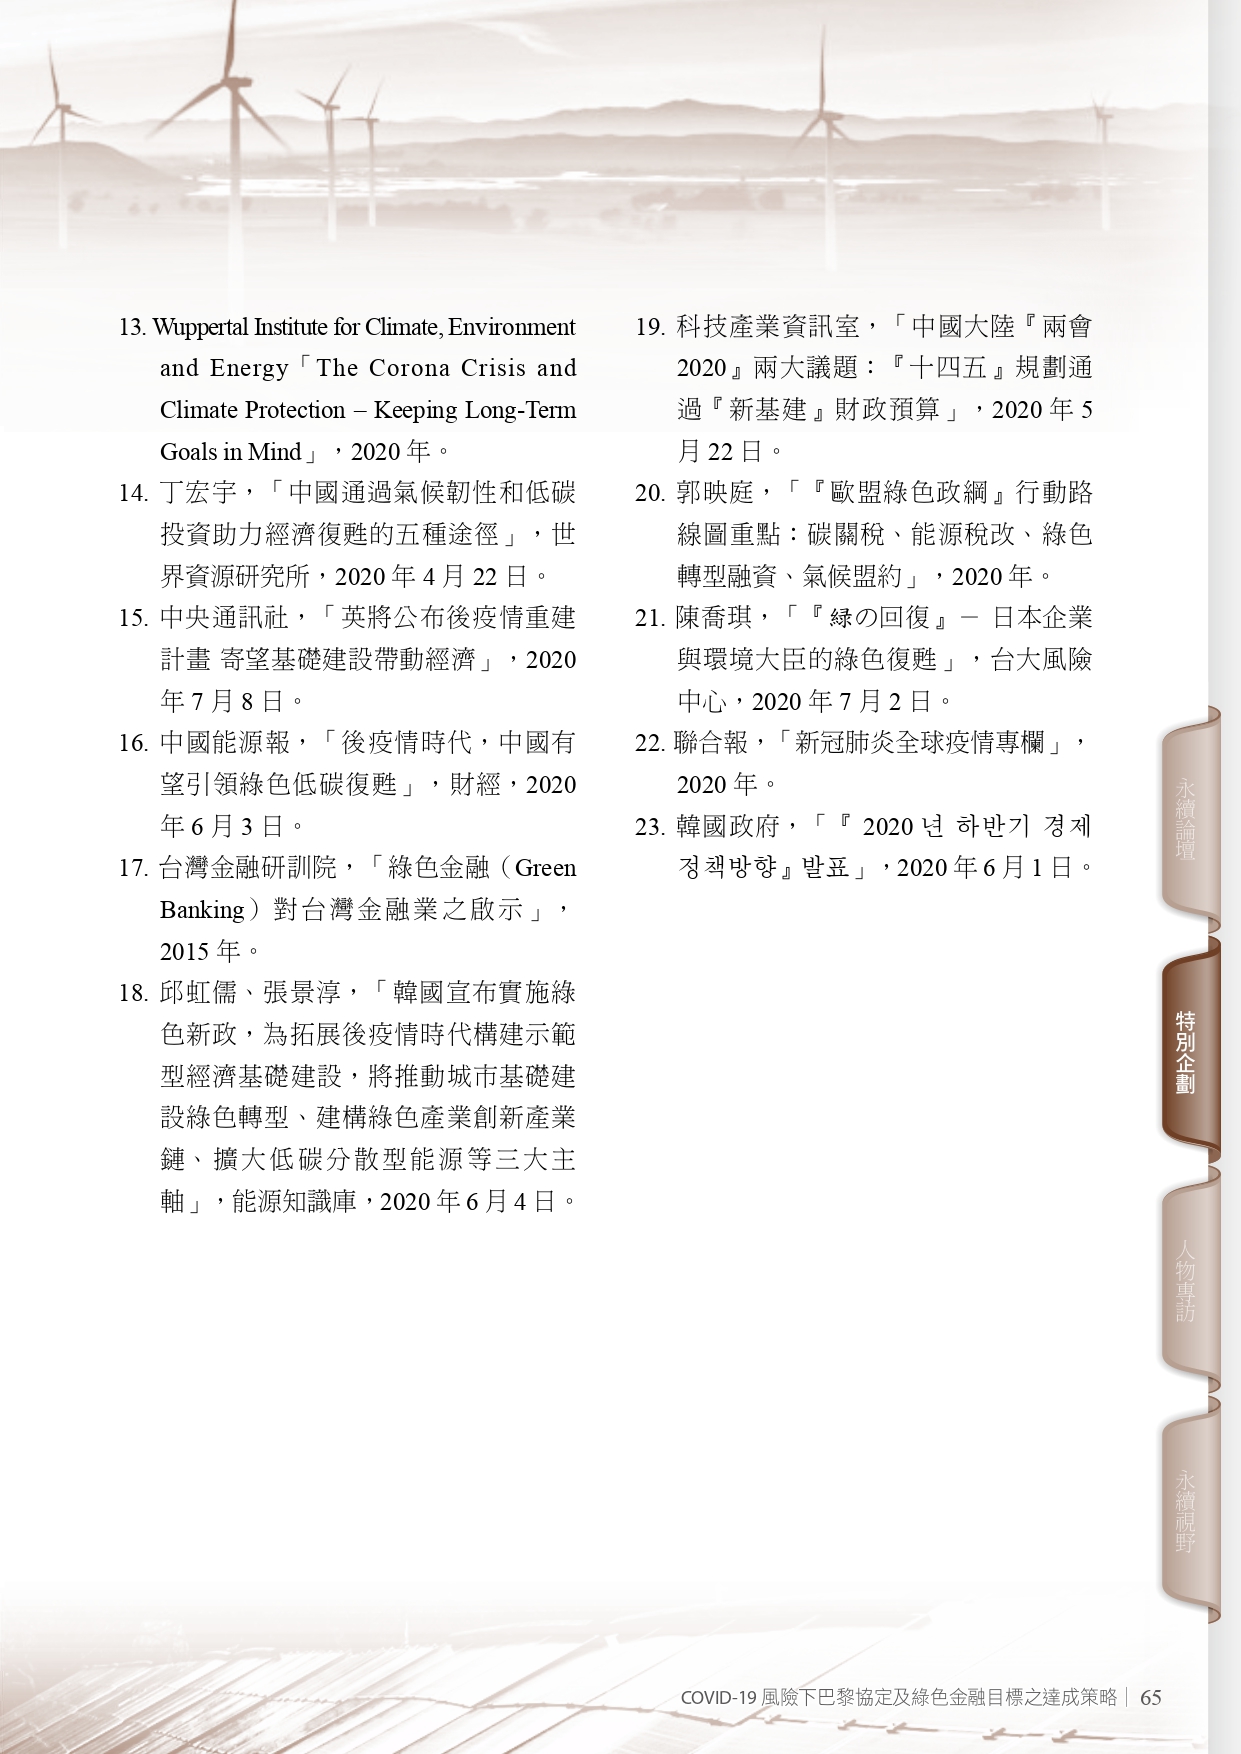 13. Wuppertal Institute for Climate, Environment
and Energy「The Corona Crisis and
Climate Protection – Keeping Long-Term
Goals in Mind」，2020 年。
14. 丁宏宇，「中國通過氣候韌性和低碳
投資助力經濟復甦的五種途徑」，世
界資源研究所，2020 年 4 月 22 日。
15. 中央通訊社，「英將公布後疫情重建
計畫 寄望基礎建設帶動經濟」，2020
年 7 月 8 日。
16. 中國能源報，「後疫情時代，中國有
望引領綠色低碳復甦」，財經，2020
年 6 月 3 日。
17. 台灣金融研訓院，「綠色金融（Green
Banking）對台灣金融業之啟示」，
2015 年。
18. 邱虹儒、張景淳，「韓國宣布實施綠
色新政，為拓展後疫情時代構建示範
型經濟基礎建設，將推動城市基礎建
設綠色轉型、建構綠色產業創新產業
鏈、擴大低碳分散型能源等三大主
軸」，能源知識庫，2020 年 6 月 4 日。
19. 科技產業資訊室，「中國大陸『兩會
2020』兩大議題：『十四五』規劃通
過『新基建』財政預算」，2020 年 5
月 22 日。
20. 郭映庭，「『歐盟綠色政綱』行動路
線圖重點：碳關稅、能源稅改、綠色
轉型融資、氣候盟約」，2020 年。
21. 陳喬琪，「『緑の回復』－ 日本企業
與環境大臣的綠色復甦」，台大風險
中心，2020 年 7 月 2 日。
22. 聯合報，「新冠肺炎全球疫情專欄」，
2020 年。
23. 韓國政府，「『 2020 년 하반기 경제
정책방향』발표」，2020 年 6 月 1 日。
永續論壇
特別企劃
人物專訪
永續視野
COVID-19 風險下巴黎協定及綠色金融目標之達成策略｜ 65